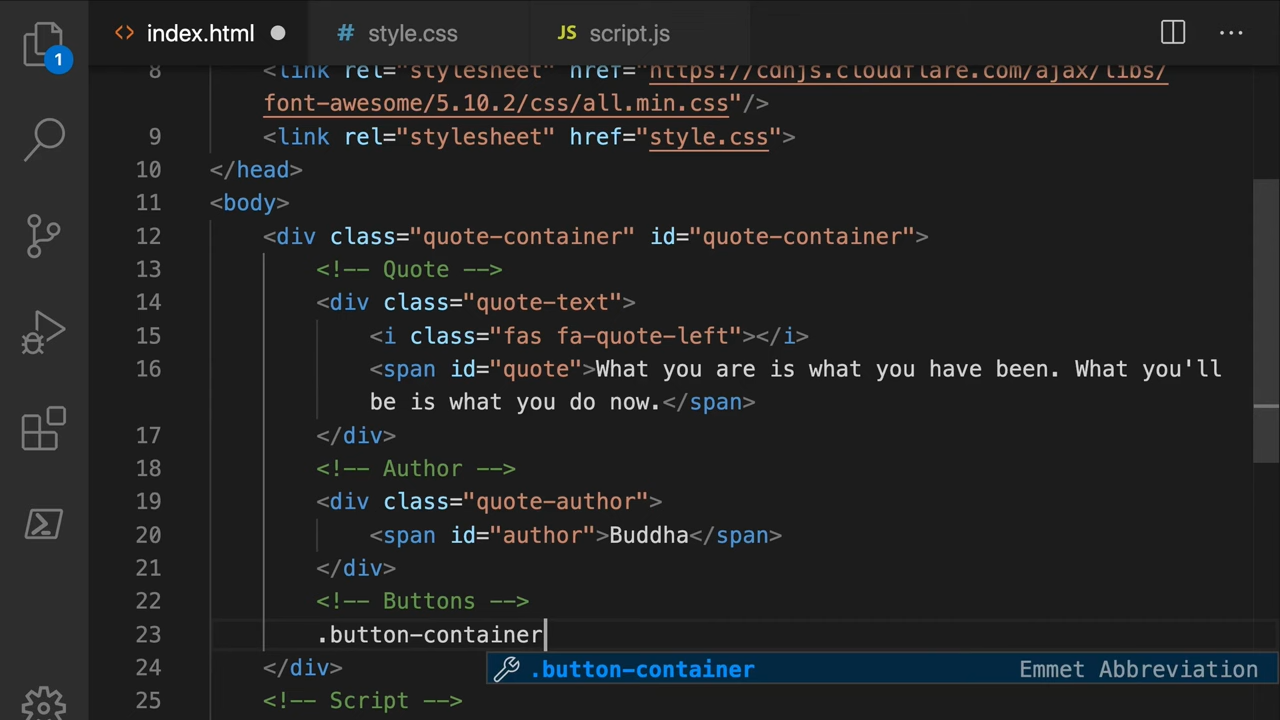 index.html
style.css
JS script.js
1
8 <link rel="stylesheet" href="https://cdnjs.cloudflare.com/ajax/libs/
font-awesome/5.10.2/css/all.min.css"/>
9 <link rel="stylesheet" href="style.css">
10 </head>
11 <body>
12 <div class="quote-container" id="quote-container">
13 <!-- Quote -->
14 <div class="quote-text">
15 <i class="fas fa-quote-left"></i>
16 <span id="quote">What you are is what you have been. What you'll
be is what you do now.</span>
17 </div>
18 <!-- Author -->
19 <div class="quote-author">
20 <span id="author">Buddha</span>
21 </div>
22 <!-- Buttons -->
23 .button-container
24 </div>
.button-container Emmet Abbreviation
25 <!-- Script -->